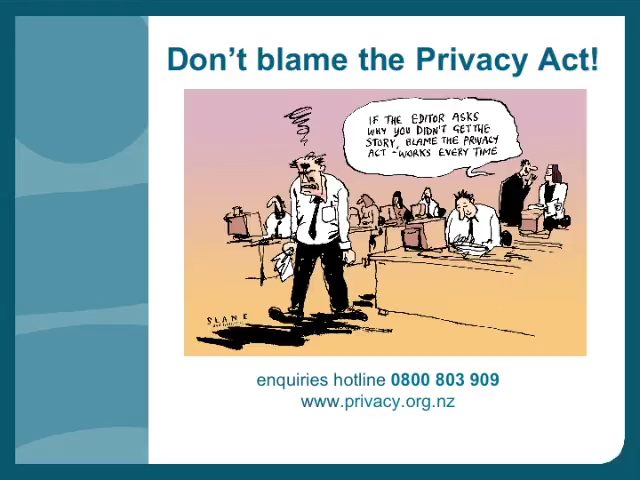 Don't blame the Privacy Act!
IF THE EDITOR ASKS
WHY YOU DIDN'T GET THE
STORY, BLAME THE PRIVACY
ACT - WORKS EVERY TIME
SLANE
enquiries hotline 0800 803 909
www.privacy.org.nz